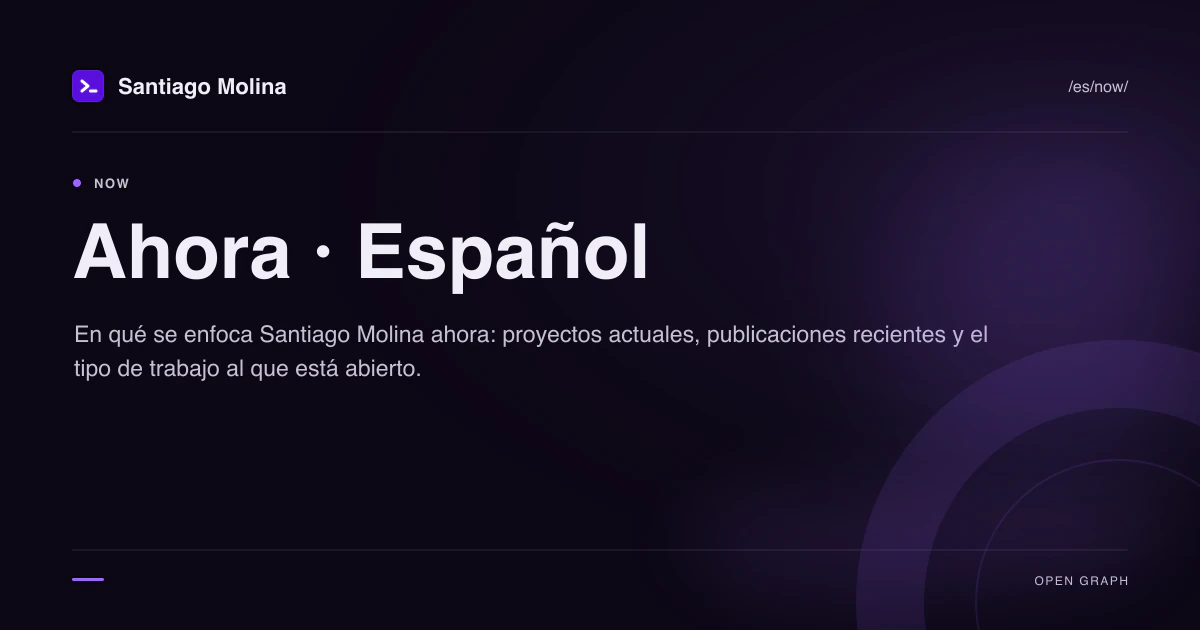 Santiago Molina
/es/now/
NOW
Ahora · Español
En qué se enfoca Santiago Molina ahora: proyectos actuales, publicaciones recientes y el
tipo de trabajo al que está abierto.
OPEN GRAPH